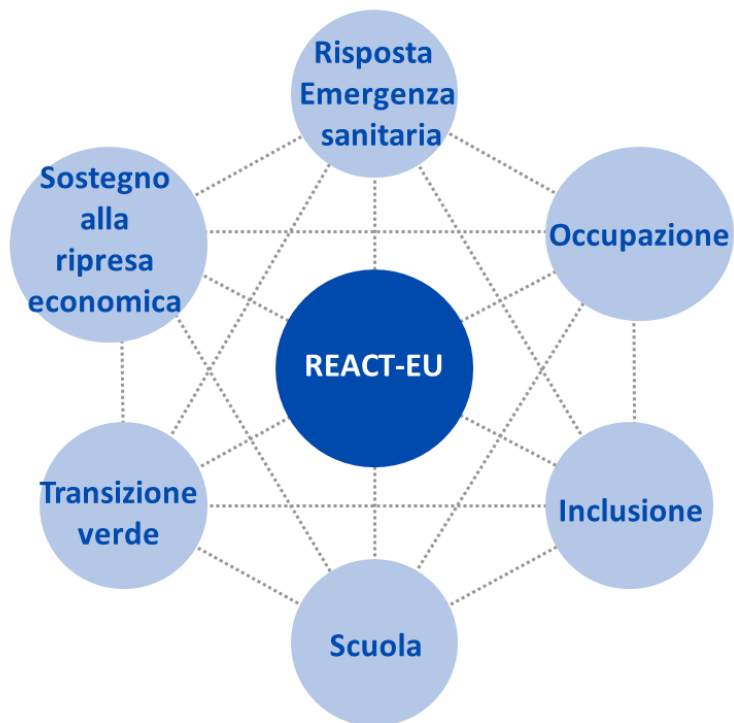 Risposta
Emergenza
sanitaria
Sostegno
alla
ripresa
economica
Occupazione
REACT-EU
Transizione
verde
Inclusione
Scuola